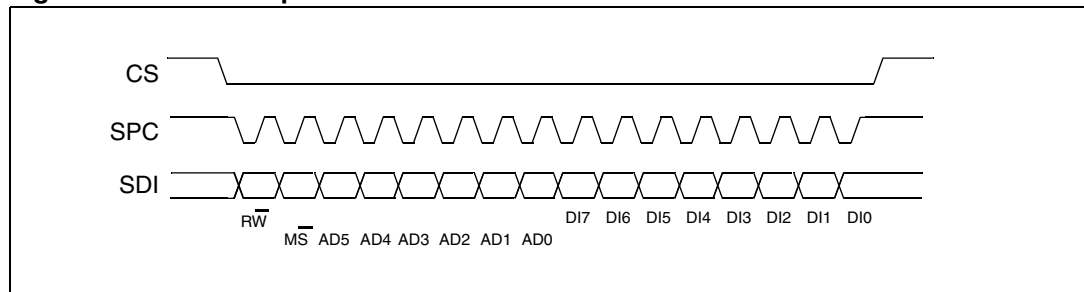 CS
SPC
SDI
RW̅ DI7 DI6 DI5 DI4 DI3 DI2 DI1 DI0
MS̅ AD5 AD4 AD3 AD2 AD1 AD0